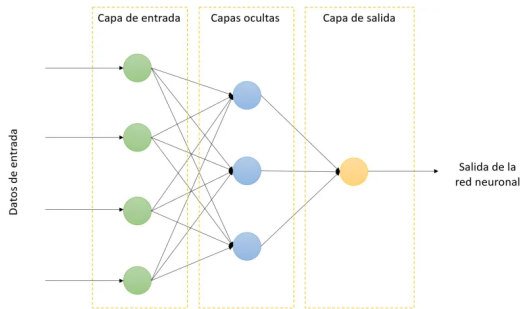 Capa de entrada
Capas ocultas
Capa de salida
Datos de entrada
Salida de la
red neuronal